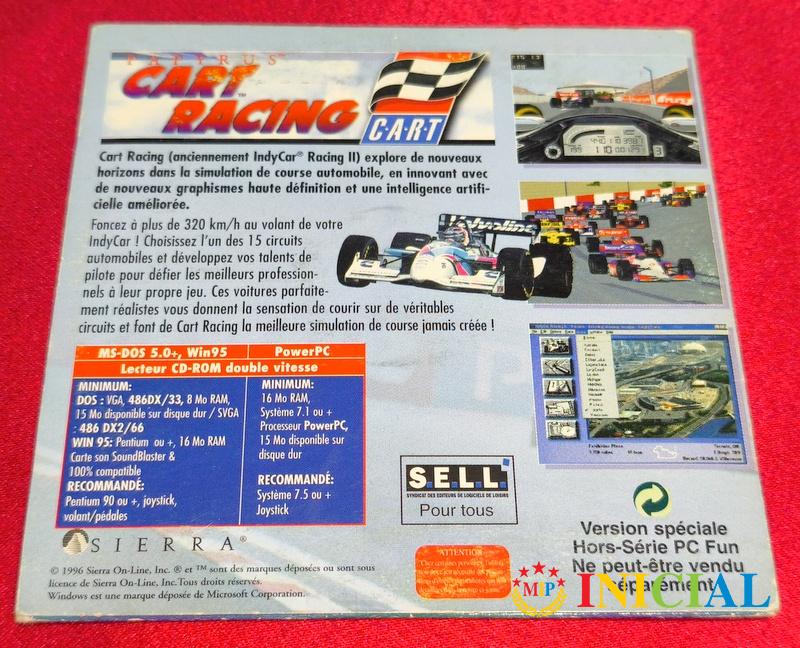 PAPYRUS™
CART
RACING™
C·A·R·T
Cart Racing (anciennement IndyCar® Racing II) explore de nouveaux
horizons dans la simulation de course automobile, en innovant avec
de nouveaux graphismes haute définition et une intelligence artifi-
cielle améliorée.
Foncez à plus de 320 km/h au volant de votre
IndyCar ! Choisissez l'un des 15 circuits
automobiles et développez vos talents de
pilote pour défier les meilleurs profession-
nels à leur propre jeu. Ces voitures parfaite-
ment réalistes vous donnent la sensation de courir sur de véritables
circuits et font de Cart Racing la meilleure simulation de course jamais créée !
Valvoline
MS-DOS 5.0+, Win95
PowerPC
Lecteur CD-ROM double vitesse
MINIMUM:
DOS : VGA, 486DX/33, 8 Mo RAM,
15 Mo disponible sur disque dur / SVGA
: 486 DX2/66
WIN 95: Pentium ou +, 16 Mo RAM
Carte son SoundBlaster &
100% compatible
RECOMMANDÉ:
Pentium 90 ou +, joystick,
volant/pédales
MINIMUM:
16 Mo RAM,
Système 7.1 ou +
Processeur PowerPC,
15 Mo disponible sur
disque dur
RECOMMANDÉ:
Système 7.5 ou +
Joystick
S.E.L.L.
SYNDICAT DES EDITEURS DE LOGICIELS DE LOISIRS
Pour tous
SIERRA®
© 1996 Sierra On-Line, Inc. ® et ™ sont des marques déposées ou sont sous
licence de Sierra On-Line, Inc. Tous droits réservés.
Windows est une marque déposée de Microsoft Corporation.
"ATTENTION"
Version spéciale
Hors-Série PC Fun
Ne peut-être vendu
séparement
MP INICIAL